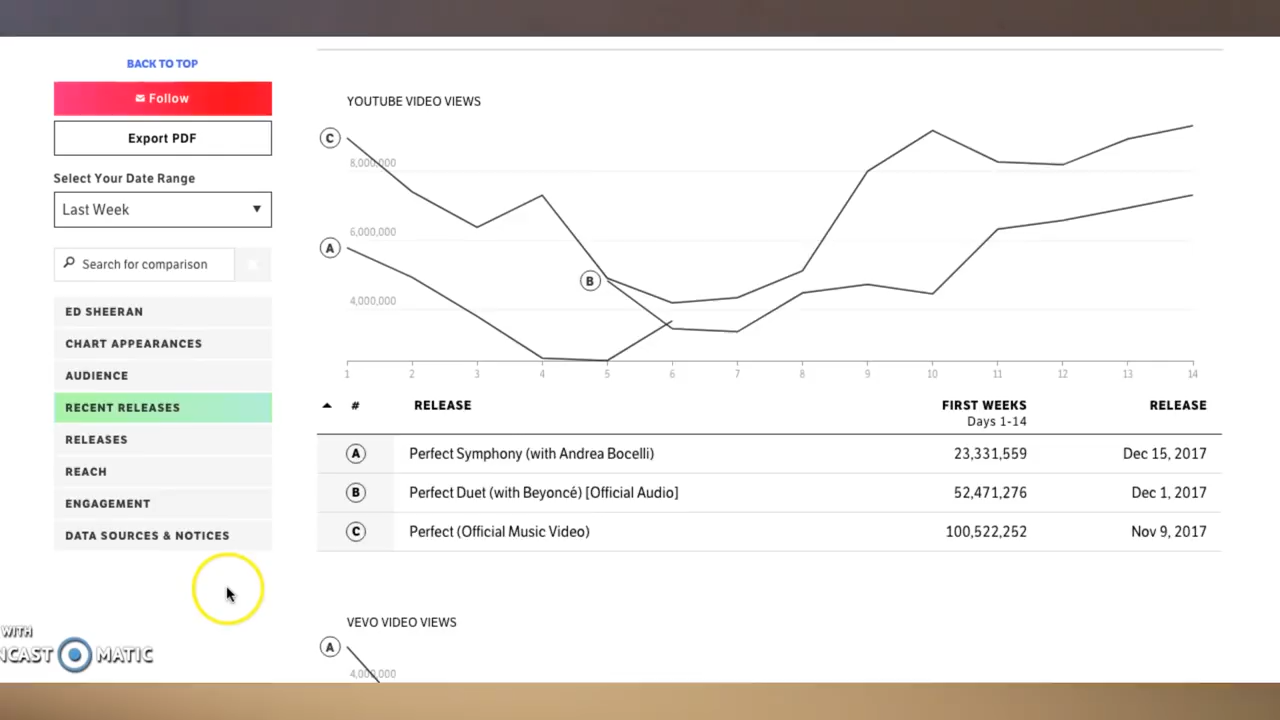 BACK TO TOP
Follow
Export PDF
Select Your Date Range
Last Week
Search for comparison
ED SHEERAN
CHART APPEARANCES
AUDIENCE
RECENT RELEASES
RELEASES
REACH
ENGAGEMENT
DATA SOURCES & NOTICES
WITH
NCAST MATIC
YOUTUBE VIDEO VIEWS
C
8,000,000
6,000,000
A
B
4,000,000
1 2 3 4 5 6 7 8 9 10 11 12 13 14
# RELEASE FIRST WEEKS RELEASE
Days 1-14
A Perfect Symphony (with Andrea Bocelli) 23,331,559 Dec 15, 2017
B Perfect Duet (with Beyoncé) [Official Audio] 52,471,276 Dec 1, 2017
C Perfect (Official Music Video) 100,522,252 Nov 9, 2017
VEVO VIDEO VIEWS
A
4,000,000